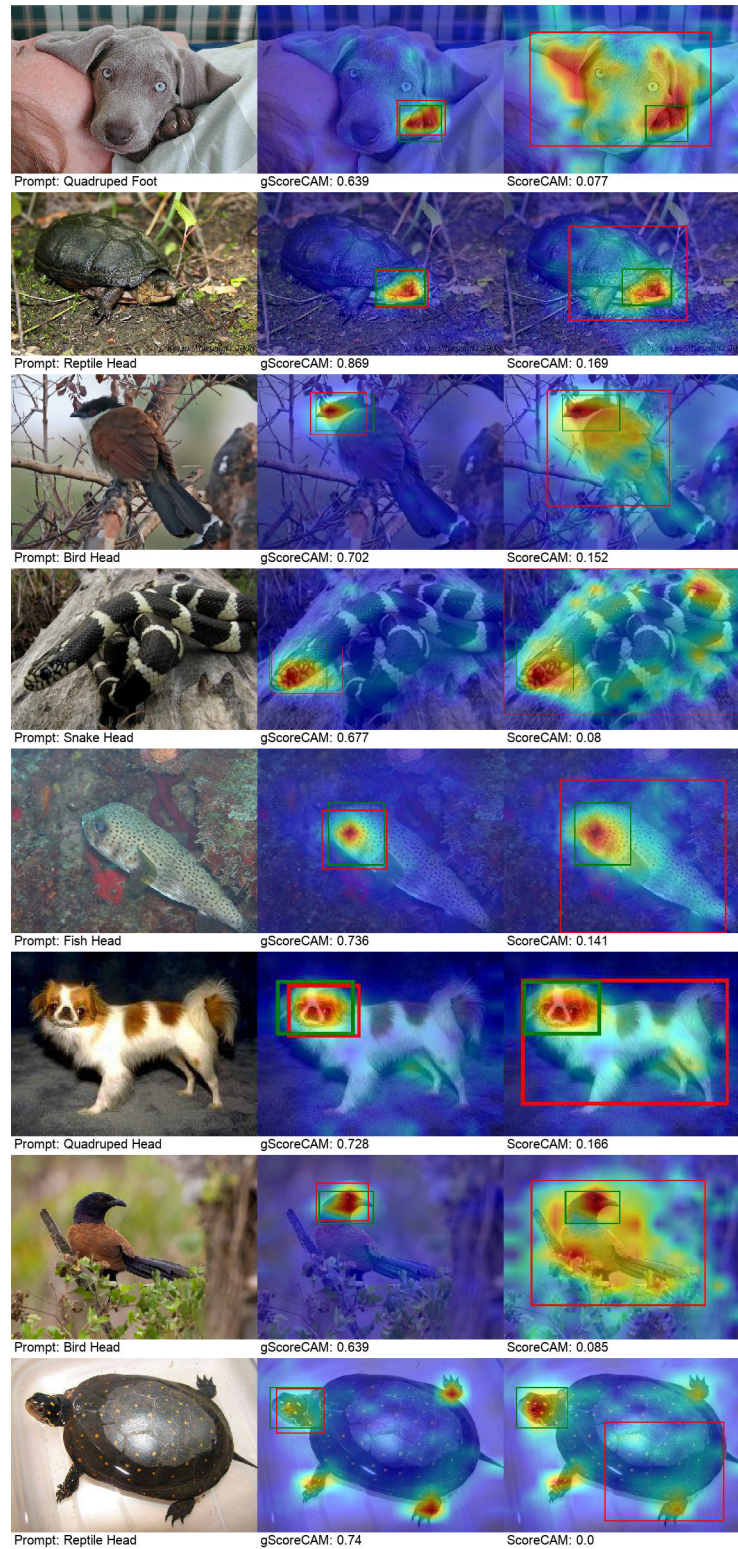 Prompt: Quadruped Foot gScoreCAM: 0.639 ScoreCAM: 0.077
Prompt: Reptile Head gScoreCAM: 0.869 ScoreCAM: 0.169
Prompt: Bird Head gScoreCAM: 0.702 ScoreCAM: 0.152
Prompt: Snake Head gScoreCAM: 0.677 ScoreCAM: 0.08
Prompt: Fish Head gScoreCAM: 0.736 ScoreCAM: 0.141
Prompt: Quadruped Head gScoreCAM: 0.728 ScoreCAM: 0.166
Prompt: Bird Head gScoreCAM: 0.639 ScoreCAM: 0.085
Prompt: Reptile Head gScoreCAM: 0.74 ScoreCAM: 0.0